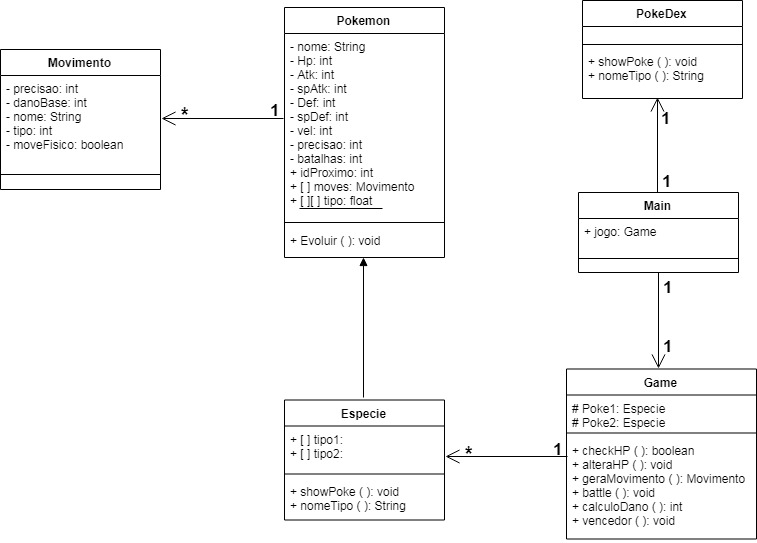 Movimento
- precisao: int
- danoBase: int
- nome: String
- tipo: int
- moveFisico: boolean
* 1
Pokemon
- nome: String
- Hp: int
- Atk: int
- spAtk: int
- Def: int
- spDef: int
- vel: int
- precisao: int
- batalhas: int
+ idProximo: int
+ [ ] moves: Movimento
+ [ ][ ] tipo: float
+ Evoluir ( ): void
PokeDex
+ showPoke ( ): void
+ nomeTipo ( ): String
1
1
Main
+ jogo: Game
1
1
Especie
+ [ ] tipo1:
+ [ ] tipo2:
+ showPoke ( ): void
+ nomeTipo ( ): String
* 1
Game
# Poke1: Especie
# Poke2: Especie
+ checkHP ( ): boolean
+ alteraHP ( ): void
+ geraMovimento ( ): Movimento
+ battle ( ): void
+ calculoDano ( ): int
+ vencedor ( ): void